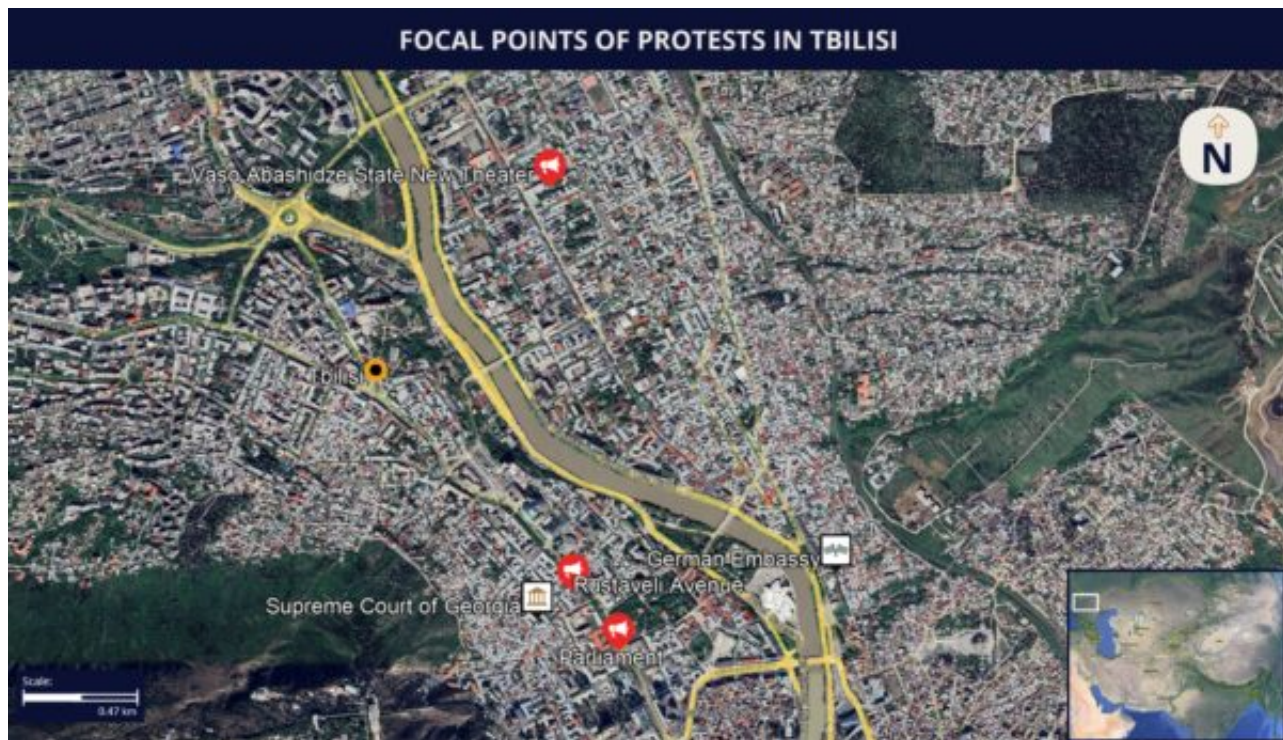 FOCAL POINTS OF PROTESTS IN TBILISI
N
Vaso Abashidze State New Theater
Tbilisi
German Embassy
Rustaveli Avenue
Supreme Court of Georgia
Parliament
Scale:
0.47 km